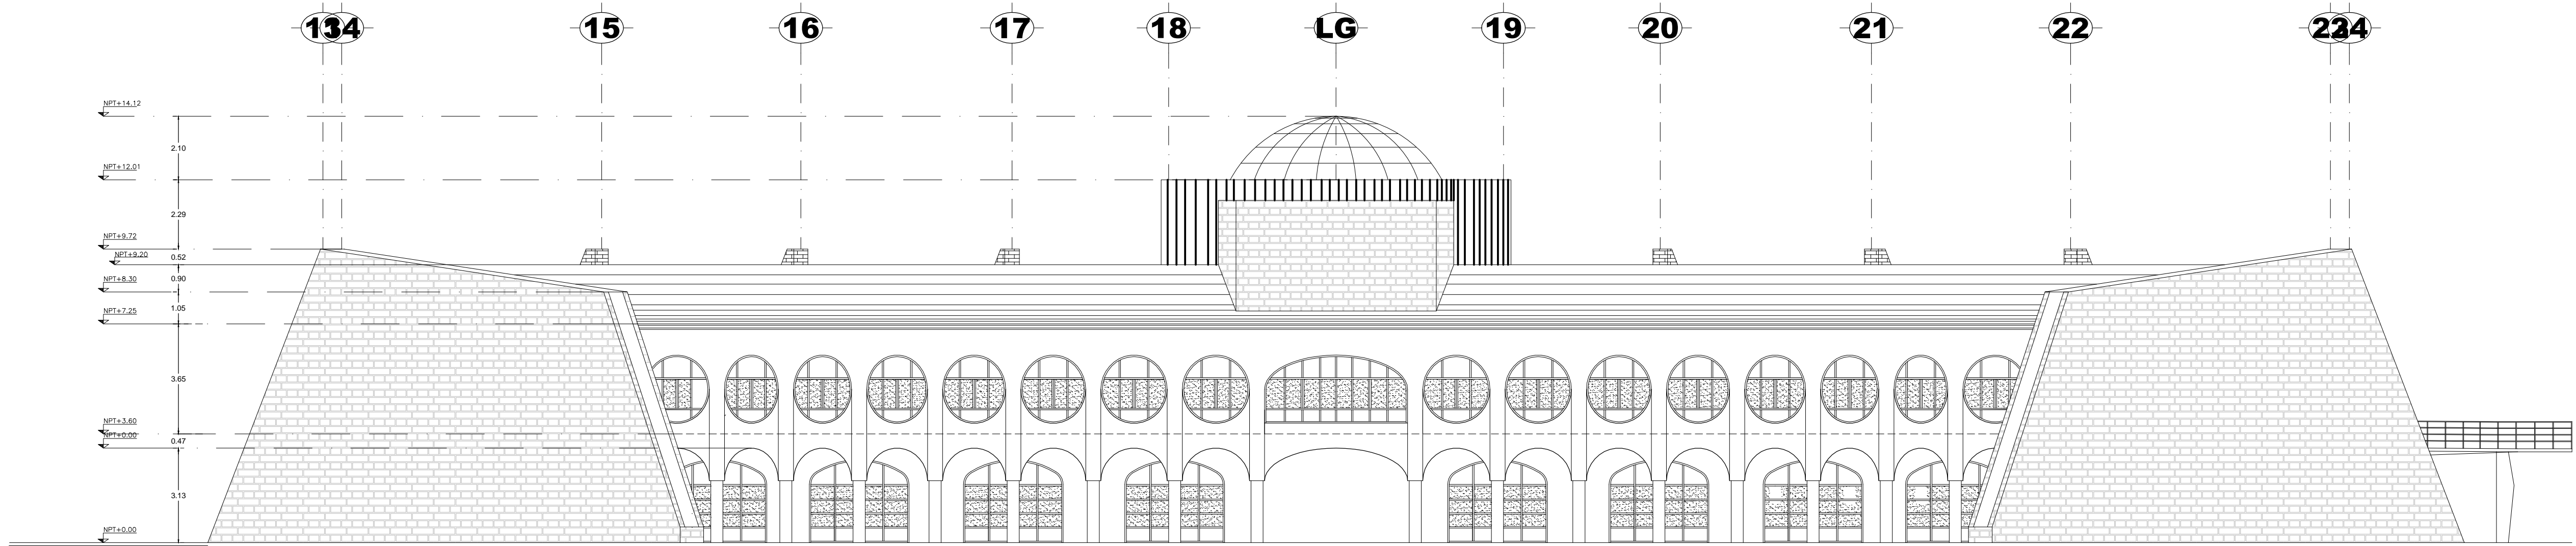 13 14 15 16 17 18 LG 19 20 21 22 23 24
NPT+14.12
2.10
NPT+12.01
2.29
NPT+9.72
NPT+9.20
0.52
0.90
NPT+8.30
1.05
NPT+7.25
3.65
NPT+3.60
NPT+0.00
0.47
3.13
NPT+0.00